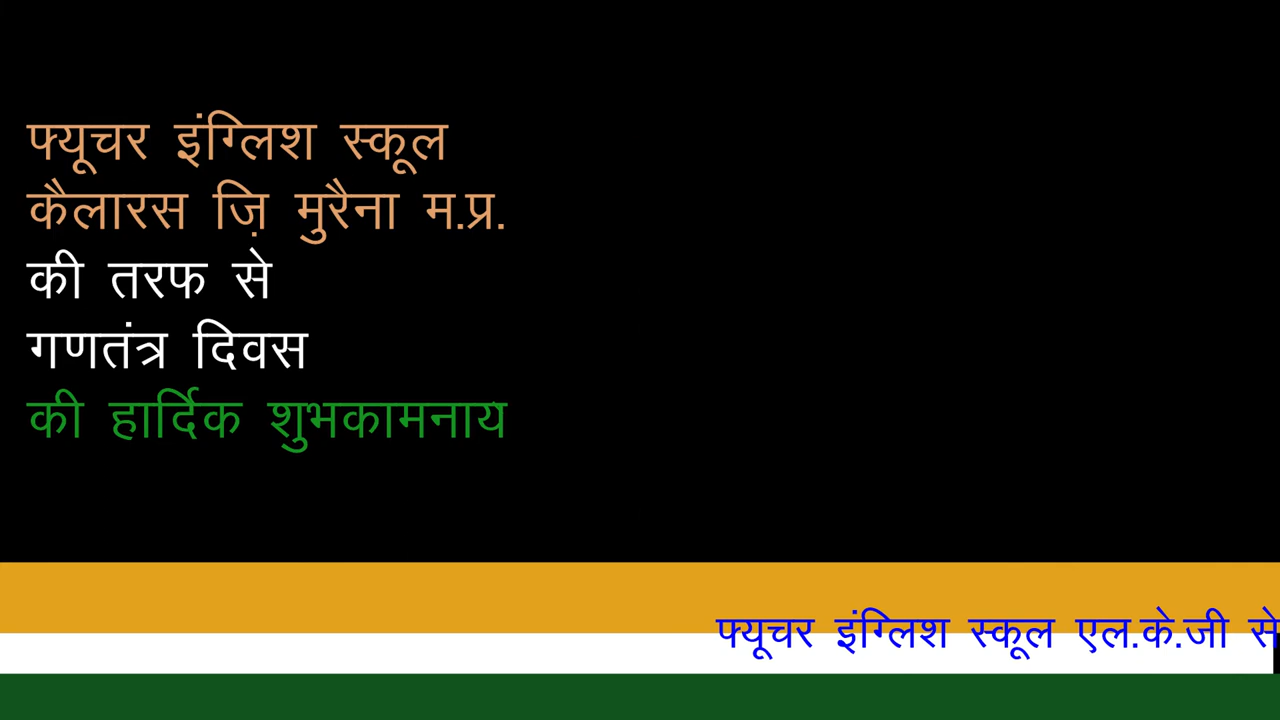 फ्यूचर इंग्लिश स्कूल
कैलारस ज़ि मुरैना म.प्र.
की तरफ से
गणतंत्र दिवस
की हार्दिक शुभकामनाय
फ्यूचर इंग्लिश स्कूल एल.के.जी से